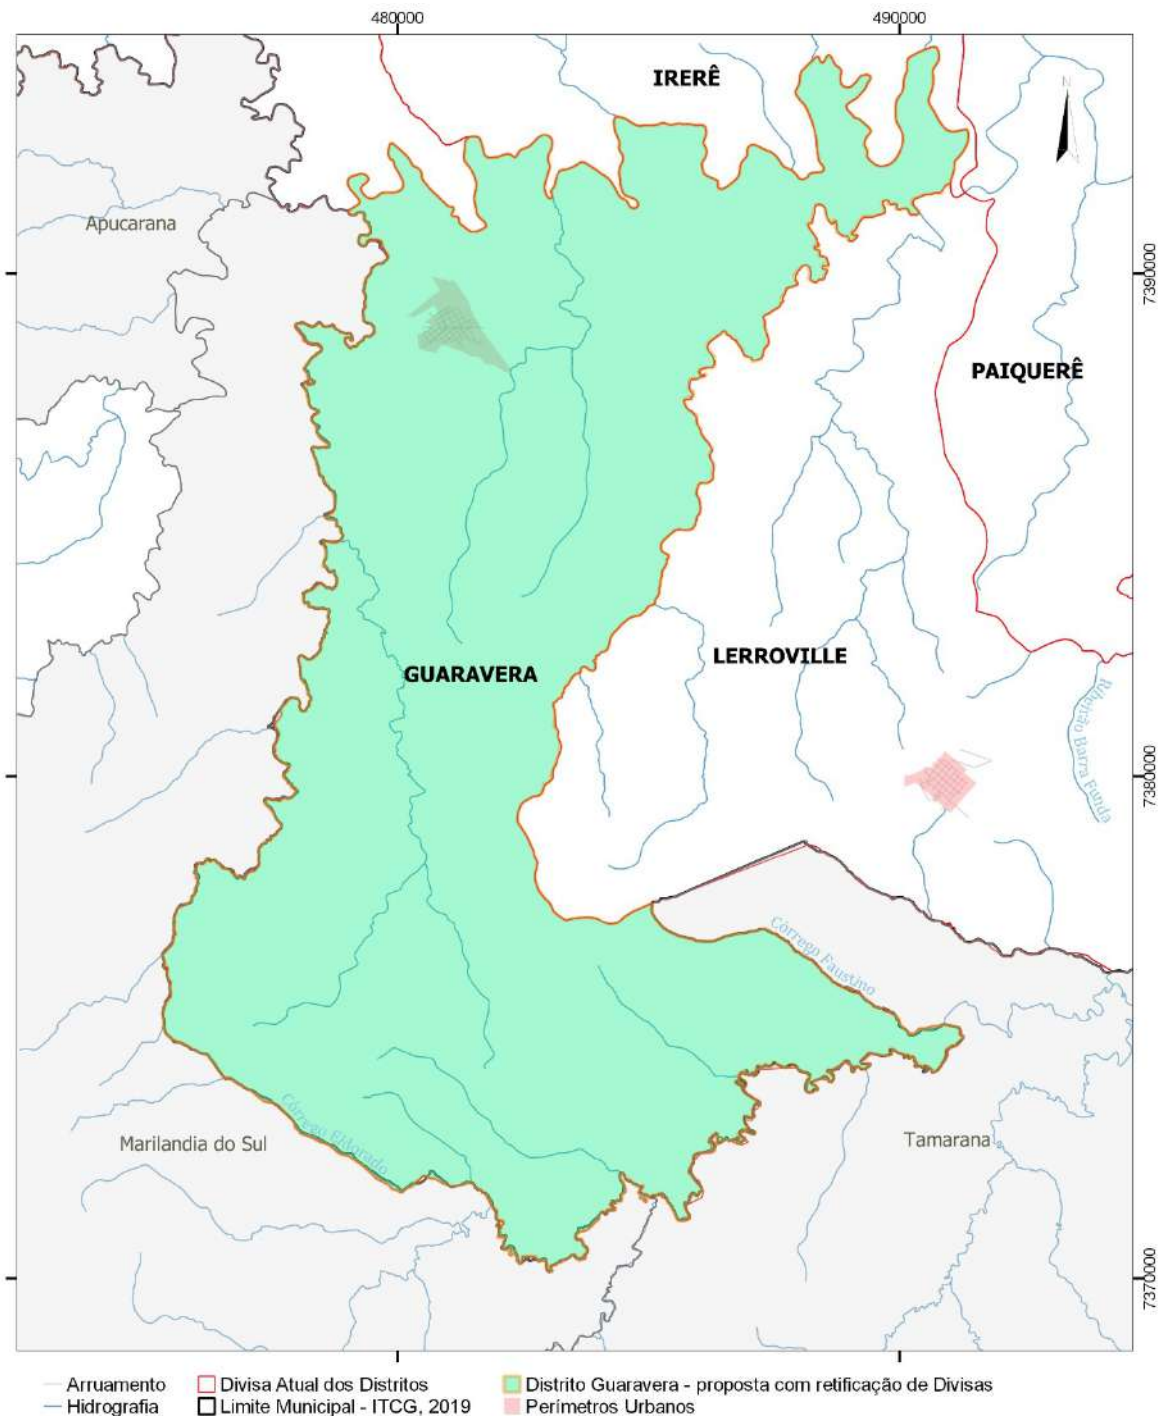 480000 490000
IRERÊ
N
Apucarana
7390000
PAIQUERÊ
GUARAVERA
LERROVILLE
Ribeirão Barra Funda
7380000
Córrego Faustino
Córrego Eldorado
Marilandia do Sul
Tamarana
7370000
Arruamento Divisa Atual dos Distritos Distrito Guaravera - proposta com retificação de Divisas
Hidrografia Limite Municipal - ITCG, 2019 Perímetros Urbanos